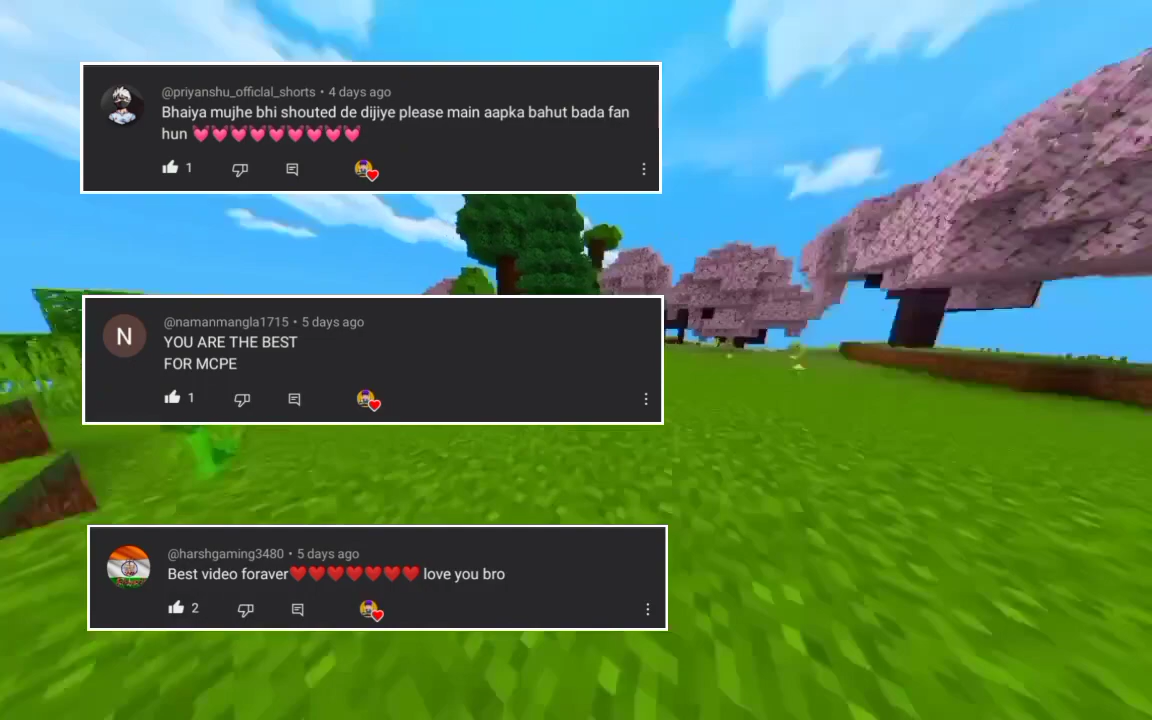 @priyanshu_officlal_shorts • 4 days ago
Bhaiya mujhe bhi shouted de dijiye please main aapka bahut bada fan
hun 💓💓💓💓💓💓💓💓💓
1
N
@namanmangla1715 • 5 days ago
YOU ARE THE BEST
FOR MCPE
1
@harshgaming3480 • 5 days ago
Best video foraver❤️❤️❤️❤️❤️❤️❤️ love you bro
2